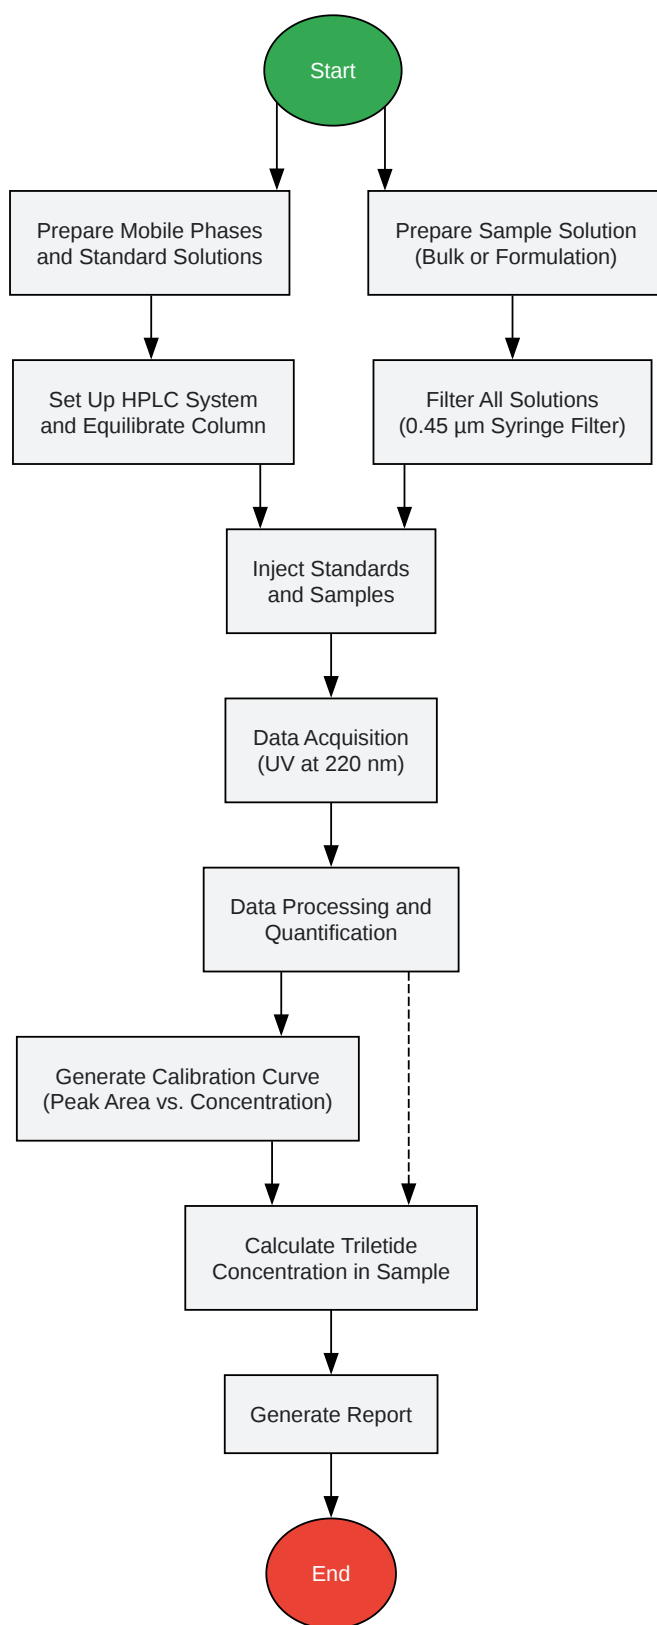 Start
Prepare Mobile Phases
and Standard Solutions
Prepare Sample Solution
(Bulk or Formulation)
Set Up HPLC System
and Equilibrate Column
Filter All Solutions
(0.45 µm Syringe Filter)
Inject Standards
and Samples
Data Acquisition
(UV at 220 nm)
Data Processing and
Quantification
Generate Calibration Curve
(Peak Area vs. Concentration)
Calculate Triletide
Concentration in Sample
Generate Report
End